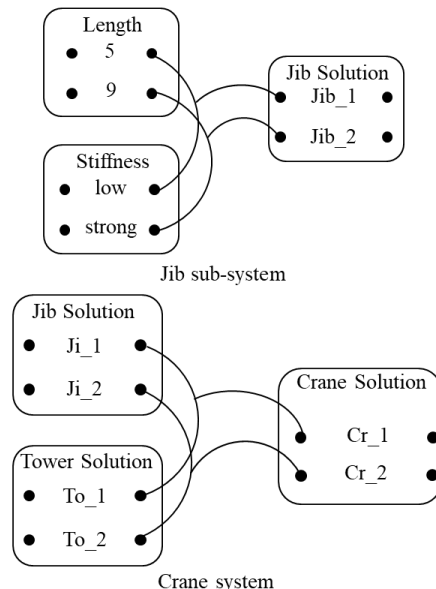 Length
5
9
Stiffness
low
strong
Jib Solution
Jib_1
Jib_2
Jib sub-system
Jib Solution
Ji_1
Ji_2
Tower Solution
To_1
To_2
Crane Solution
Cr_1
Cr_2
Crane system